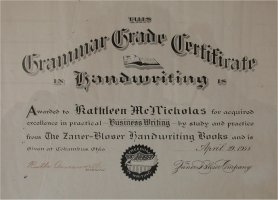 THIS
Grammar Grade Certificate
IN Handwriting IS
Awarded to Kathleen McNicholas for acquired
excellence in practical Business Writing by study and practice
from The Zaner-Bloser Handwriting Books and is
Given at Columbus Ohio
April 29
Zaner-Bloser Company